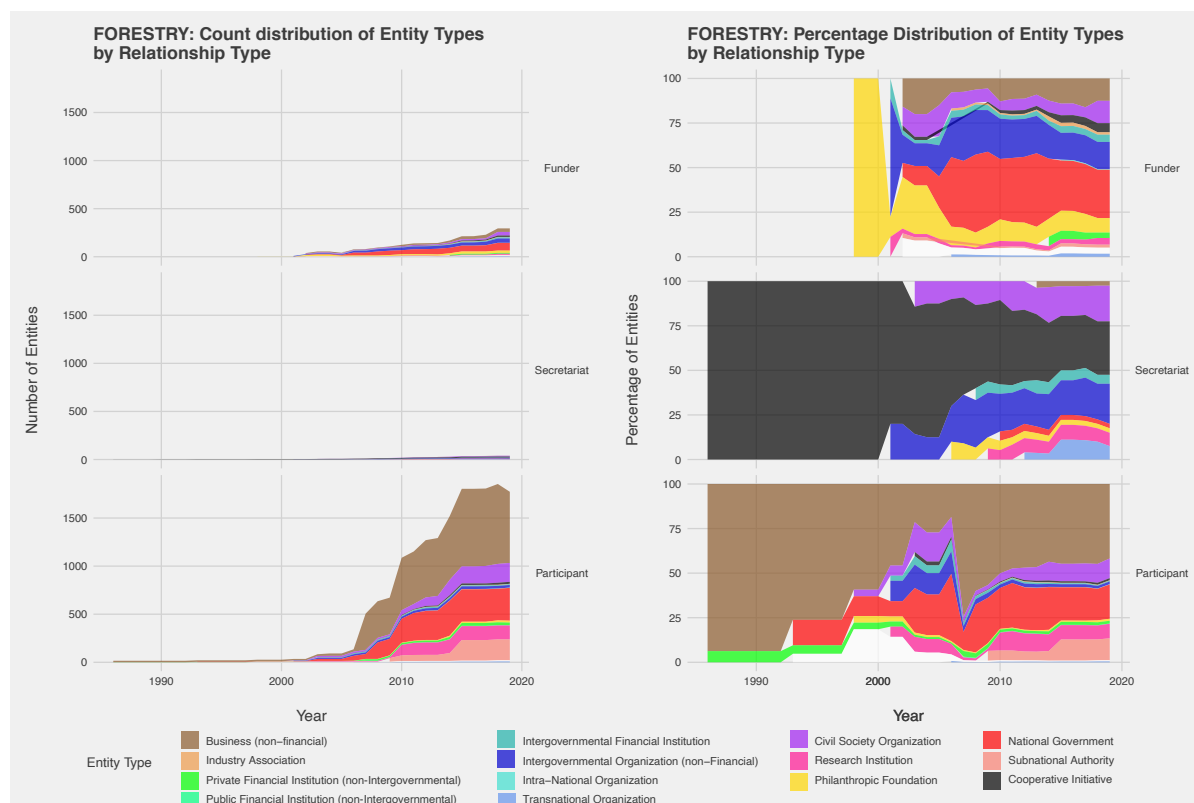 FORESTRY: Count distribution of Entity Types
by Relationship Type
Number of Entities
1500
1000
500
0
Funder
1500
1000
500
0
Secretariat
1500
1000
500
0
Participant
1990
2000
2010
2020
Year
FORESTRY: Percentage Distribution of Entity Types
by Relationship Type
Percentage of Entities
100
75
50
25
0
Funder
100
75
50
25
0
Secretariat
100
75
50
25
0
Participant
1990
2000
2010
2020
Year
Entity Type
Business (non−financial)
Industry Association
Private Financial Institution (non-Intergovernmental)
Public Financial Institution (non-Intergovernmental)
Intergovernmental Financial Institution
Intergovernmental Organization (non−Financial)
Intra-National Organization
Transnational Organization
Civil Society Organization
Research Institution
Philanthropic Foundation
National Government
Subnational Authority
Cooperative Initiative